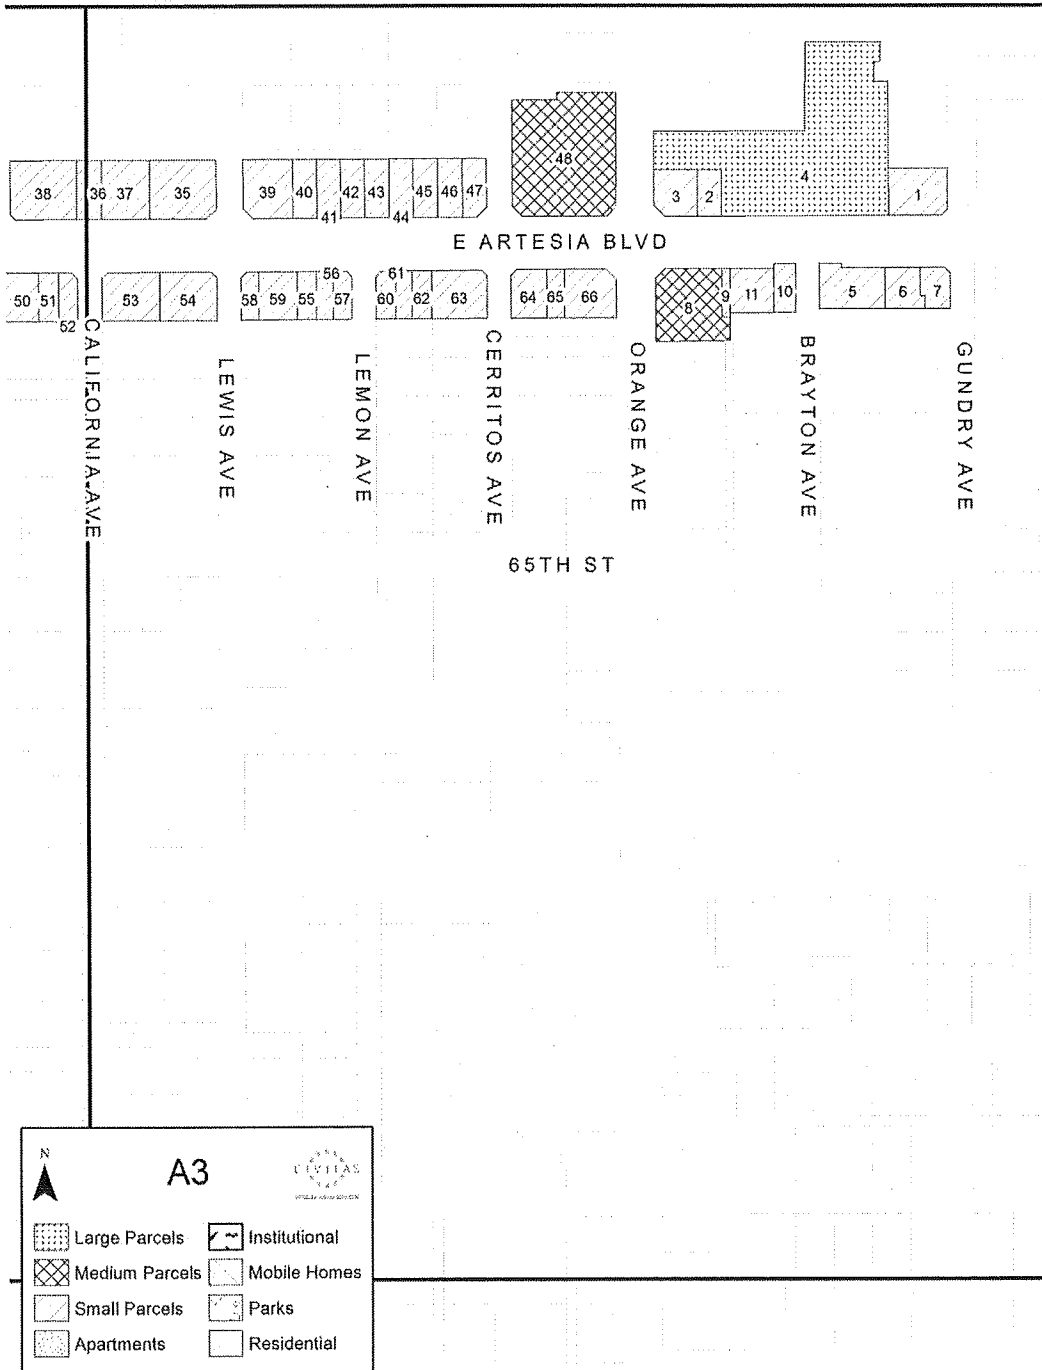 48
4
38
36
37
35
39
40
41
42
43
44
45
46
47
3
2
1
E ARTESIA BLVD
50
51
52
53
54
58
59
55
56
57
60
61
62
63
64
65
66
8
9
11
10
5
6
7
CALIFORNIA AVE
LEWIS AVE
LEMON AVE
CERRITOS AVE
ORANGE AVE
BRAYTON AVE
GUNDRY AVE
65TH ST
N
A3
CIVITAS
Large Parcels
Institutional
Medium Parcels
Mobile Homes
Small Parcels
Parks
Apartments
Residential